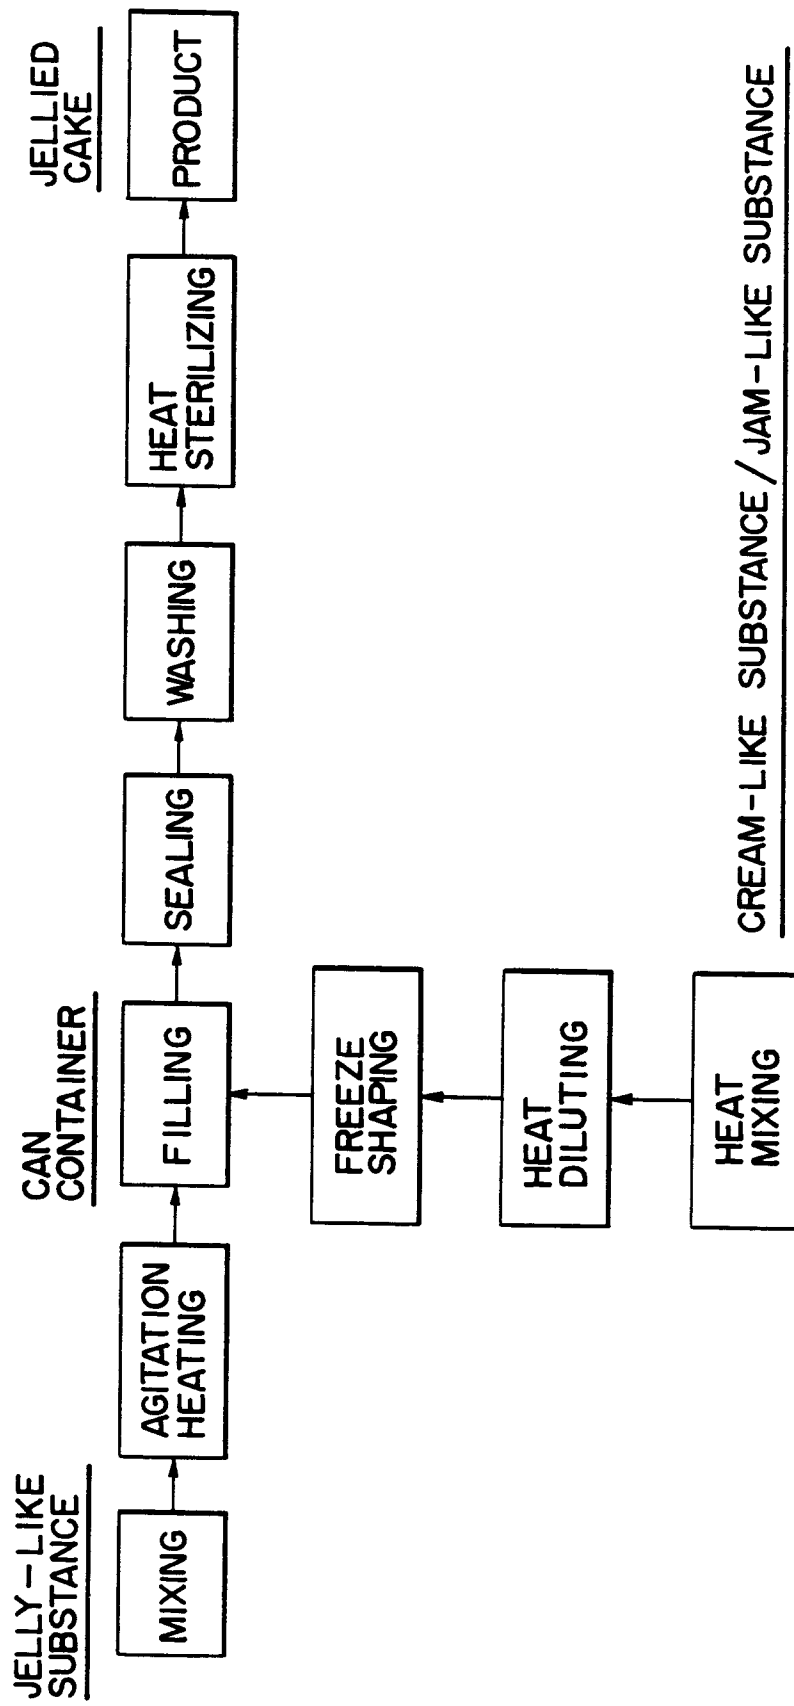 JELLY-LIKE
SUBSTANCE
MIXING
AGITATION
HEATING
CAN
CONTAINER
FILLING
SEALING
WASHING
HEAT
STERILIZING
JELLIED
CAKE
PRODUCT
FREEZE
SHAPING
HEAT
DILUTING
HEAT
MIXING
CREAM-LIKE SUBSTANCE/JAM-LIKE SUBSTANCE